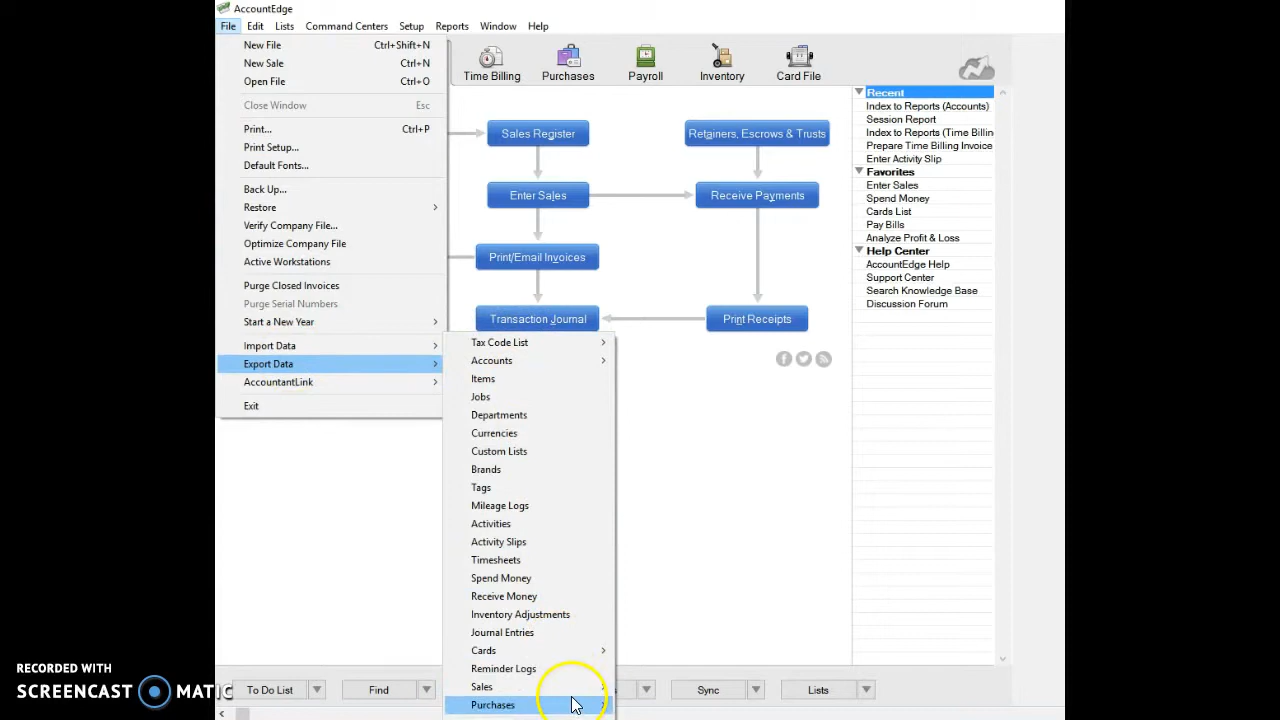 AccountEdge
File Edit Lists Command Centers Setup Reports Window Help
New File Ctrl+Shift+N
New Sale Ctrl+N
Open File Ctrl+O
Close Window Esc
Print... Ctrl+P
Print Setup...
Default Fonts...
Back Up...
Restore
Verify Company File...
Optimize Company File
Active Workstations
Purge Closed Invoices
Purge Serial Numbers
Start a New Year
Import Data
Export Data
AccountantLink
Exit
Time Billing Purchases Payroll Inventory Card File
Sales Register
Retainers, Escrows & Trusts
Enter Sales
Receive Payments
Print/Email Invoices
Transaction Journal
Print Receipts
Tax Code List
Accounts
Items
Jobs
Departments
Currencies
Custom Lists
Brands
Tags
Mileage Logs
Activities
Activity Slips
Timesheets
Spend Money
Receive Money
Inventory Adjustments
Journal Entries
Cards
Reminder Logs
Sales
Purchases
Recent
Index to Reports (Accounts)
Session Report
Index to Reports (Time Billin
Prepare Time Billing Invoice
Enter Activity Slip
Favorites
Enter Sales
Spend Money
Cards List
Pay Bills
Analyze Profit & Loss
Help Center
AccountEdge Help
Support Center
Search Knowledge Base
Discussion Forum
To Do List Find Sync Lists
RECORDED WITH
SCREENCAST MATIC